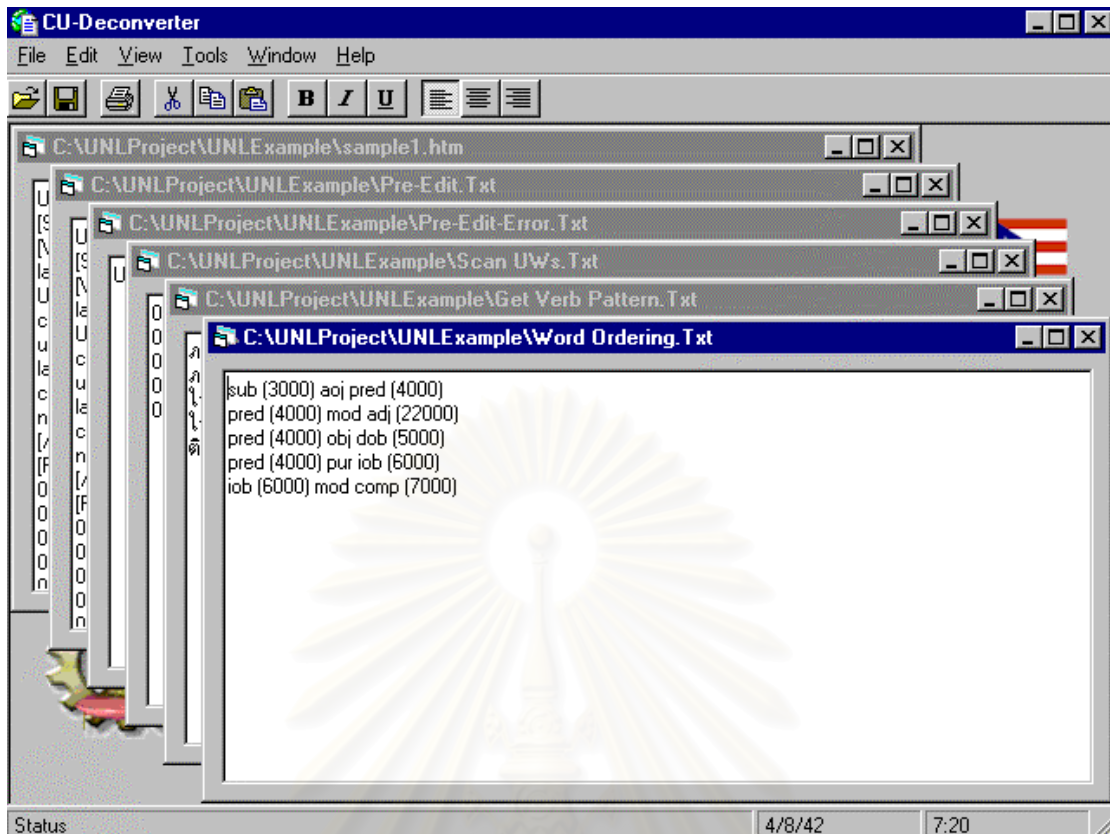 CU-Deconverter
File Edit View Tools Window Help
B I U
C:\UNLProject\UNLExample\sample1.htm
C:\UNLProject\UNLExample\Pre-Edit.Txt
C:\UNLProject\UNLExample\Pre-Edit-Error.Txt
C:\UNLProject\UNLExample\Scan UWs.Txt
C:\UNLProject\UNLExample\Get Verb Pattern.Txt
C:\UNLProject\UNLExample\Word Ordering.Txt
sub (3000) aoj pred (4000)
pred (4000) mod adj (22000)
pred (4000) obj dob (5000)
pred (4000) pur iob (6000)
iob (6000) mod comp (7000)
Status 4/8/42 7:20